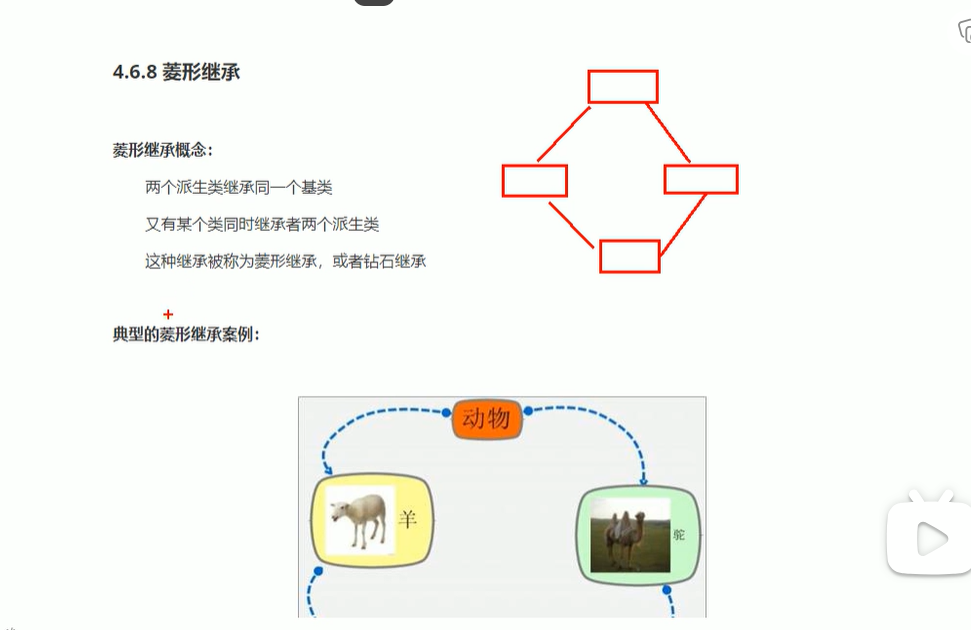 4.6.8 菱形继承
菱形继承概念：
两个派生类继承同一个基类
又有某个类同时继承者两个派生类
这种继承被称为菱形继承，或者钻石继承
典型的菱形继承案例：
动物
羊
驼